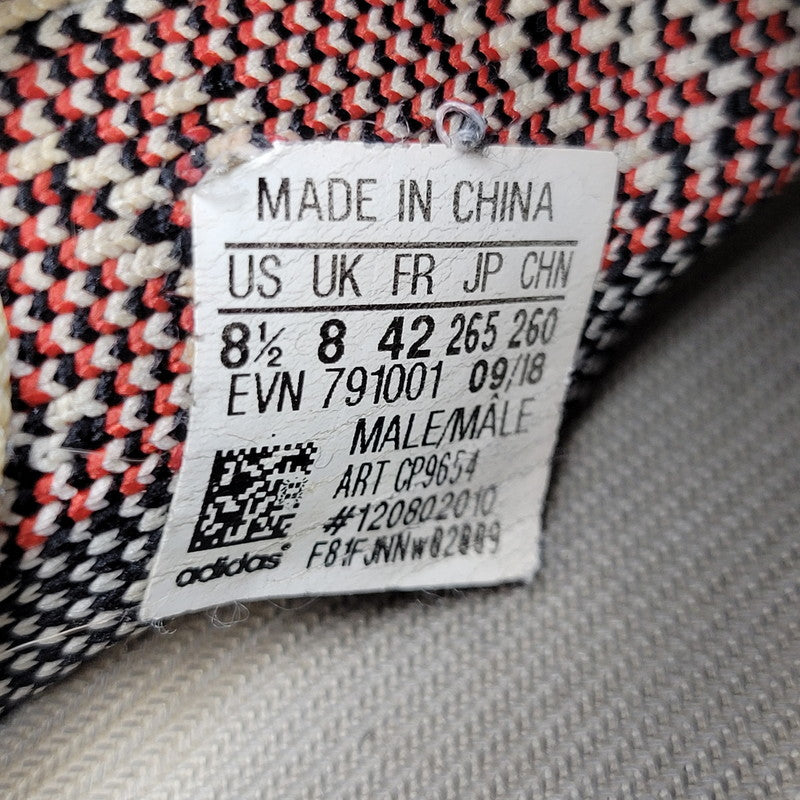 MADE IN CHINA
US UK FR JP CHN
8½ 8 42 265 260
EVN 791001 09/18
MALE/MÂLE
ART CP9654
#120802010
adidas